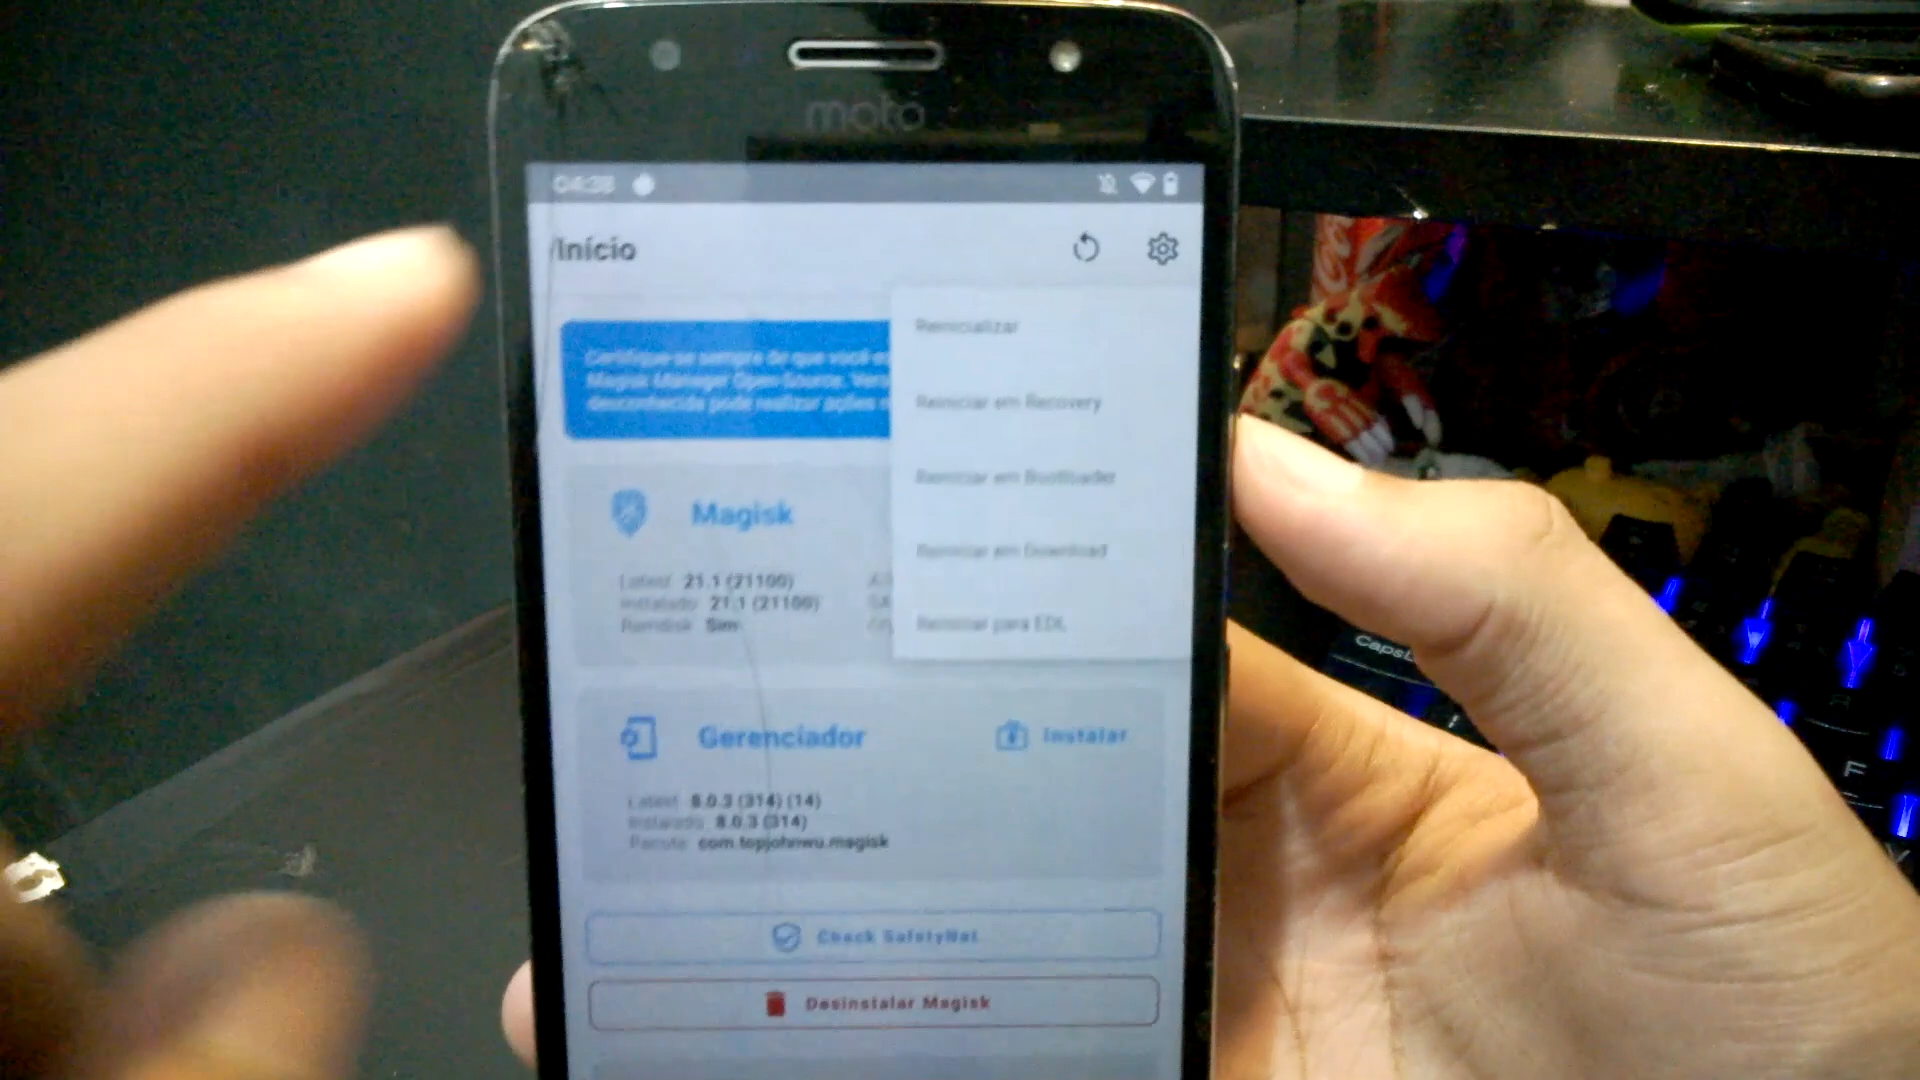 moto
04:38
Início
Certifique-se sempre de que você es
Magisk Manager Open-Source. Vers
desconhecida pode realizar ações m
Reinicializar
Reiniciar em Recovery
Reiniciar em Bootloader
Reiniciar em Download
Reiniciar para EDL
Magisk
Latest 21.1 (21100)
Instalado 21.1 (21100)
Ramdisk Sim
Gerenciador
Instalar
Latest 8.0.3 (314) (14)
Instalado 8.0.3 (314)
Pacote com.topjohnwu.magisk
Check SafetyNet
Desinstalar Magisk
CapsL
F